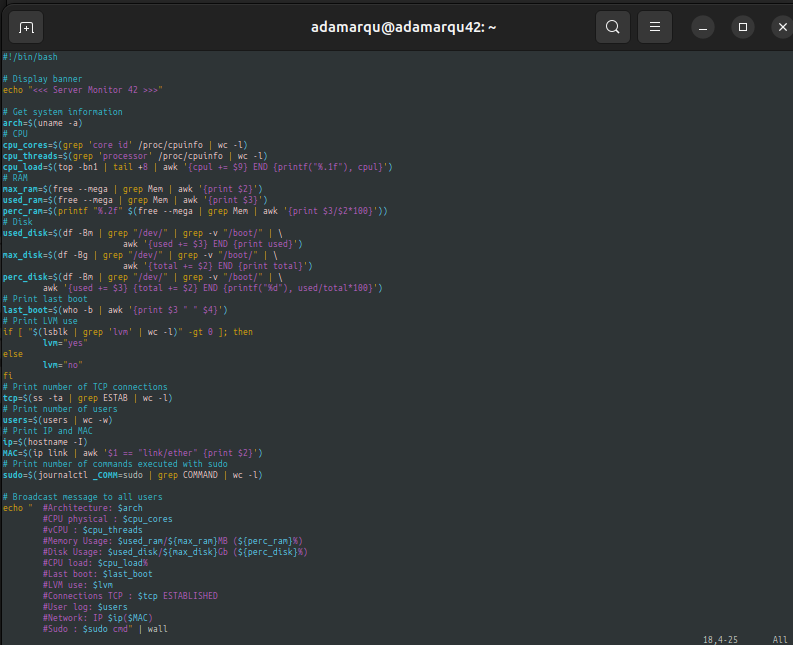 adamarqu@adamarqu42: ~
#!/bin/bash
# Display banner
echo "<<< Server Monitor 42 >>>"
# Get system information
arch=$(uname -a)
# CPU
cpu_cores=$(grep 'core id' /proc/cpuinfo | wc -l)
cpu_threads=$(grep 'processor' /proc/cpuinfo | wc -l)
cpu_load=$(top -bn1 | tail +8 | awk '{cpul += $9} END {printf("%.1f"), cpul}')
# RAM
max_ram=$(free --mega | grep Mem | awk '{print $2}')
used_ram=$(free --mega | grep Mem | awk '{print $3}')
perc_ram=$(printf "%.2f" $(free --mega | grep Mem | awk '{print $3/$2*100}'))
# Disk
used_disk=$(df -Bm | grep "/dev/" | grep -v "/boot/" | \
awk '{used += $3} END {print used}')
max_disk=$(df -Bg | grep "/dev/" | grep -v "/boot/" | \
awk '{total += $2} END {print total}')
perc_disk=$(df -Bm | grep "/dev/" | grep -v "/boot/" | \
awk '{used += $3} {total += $2} END {printf("%d"), used/total*100}')
# Print last boot
last_boot=$(who -b | awk '{print $3 " " $4}')
# Print LVM use
if [ "$(lsblk | grep 'lvm' | wc -l)" -gt 0 ]; then
lvm="yes"
else
lvm="no"
fi
# Print number of TCP connections
tcp=$(ss -ta | grep ESTAB | wc -l)
# Print number of users
users=$(users | wc -w)
# Print IP and MAC
ip=$(hostname -I)
MAC=$(ip link | awk '$1 == "link/ether" {print $2}')
# Print number of commands executed with sudo
sudo=$(journalctl _COMM=sudo | grep COMMAND | wc -l)
# Broadcast message to all users
echo "  #Architecture: $arch
#CPU physical : $cpu_cores
#vCPU : $cpu_threads
#Memory Usage: $used_ram/${max_ram}MB (${perc_ram}%)
#Disk Usage: $used_disk/${max_disk}Gb (${perc_disk}%)
#CPU load: $cpu_load%
#Last boot: $last_boot
#LVM use: $lvm
#Connections TCP : $tcp ESTABLISHED
#User log: $users
#Network: IP $ip($MAC)
#Sudo : $sudo cmd" | wall
18,4-25 All